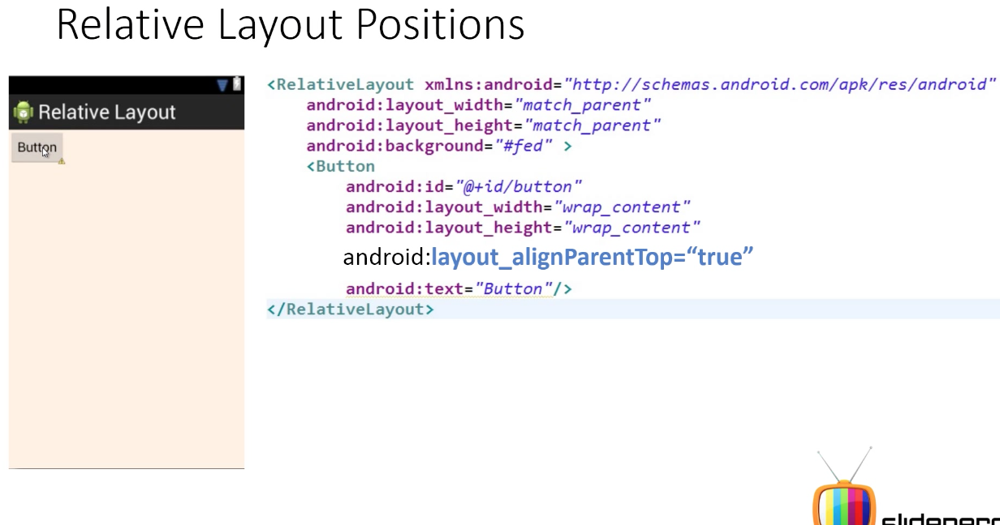 Relative Layout Positions
Relative Layout
Button
<RelativeLayout xmlns:android="http://schemas.android.com/apk/res/android"
android:layout_width="match_parent"
android:layout_height="match_parent"
android:background="#fed" >
<Button
android:id="@+id/button"
android:layout_width="wrap_content"
android:layout_height="wrap_content"
android:layout_alignParentTop=“true”
android:text="Button"/>
</RelativeLayout>